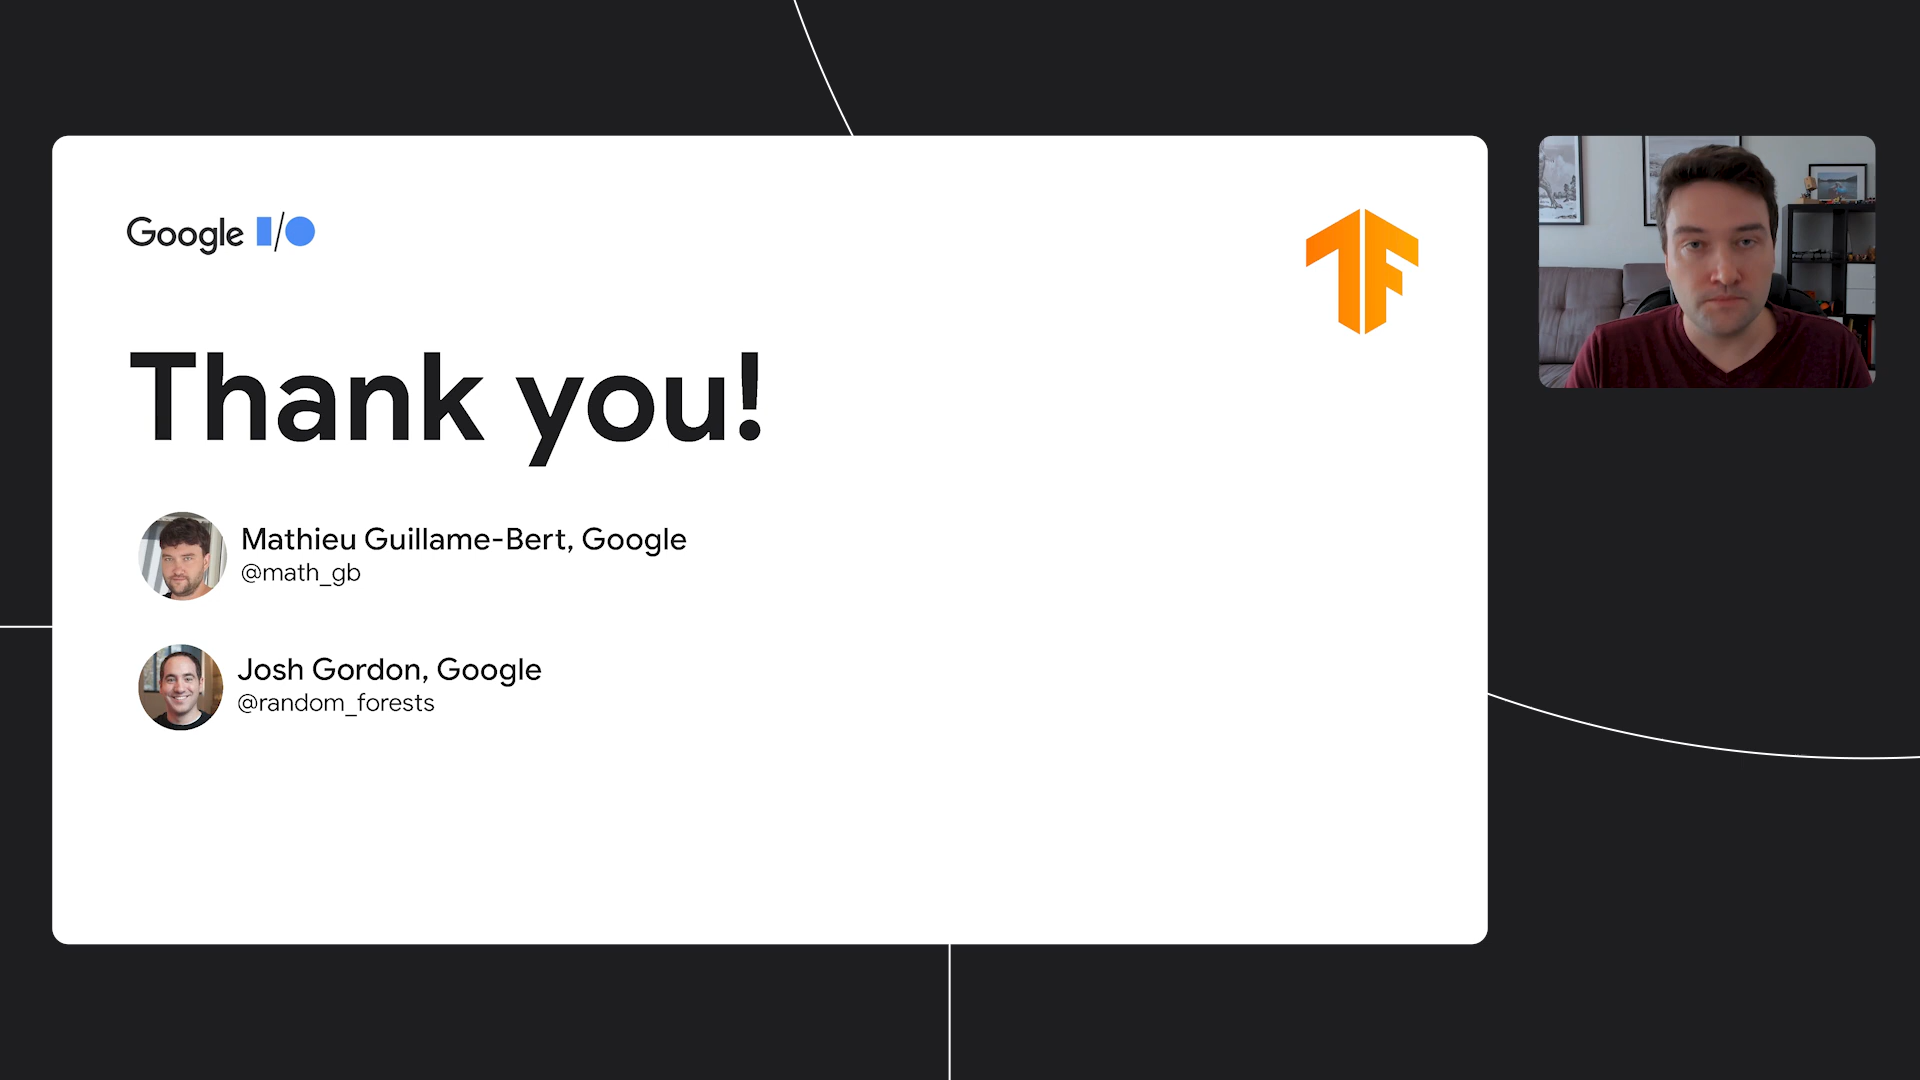 Google I/O
Thank you!
Mathieu Guillame-Bert, Google
@math_gb
Josh Gordon, Google
@random_forests